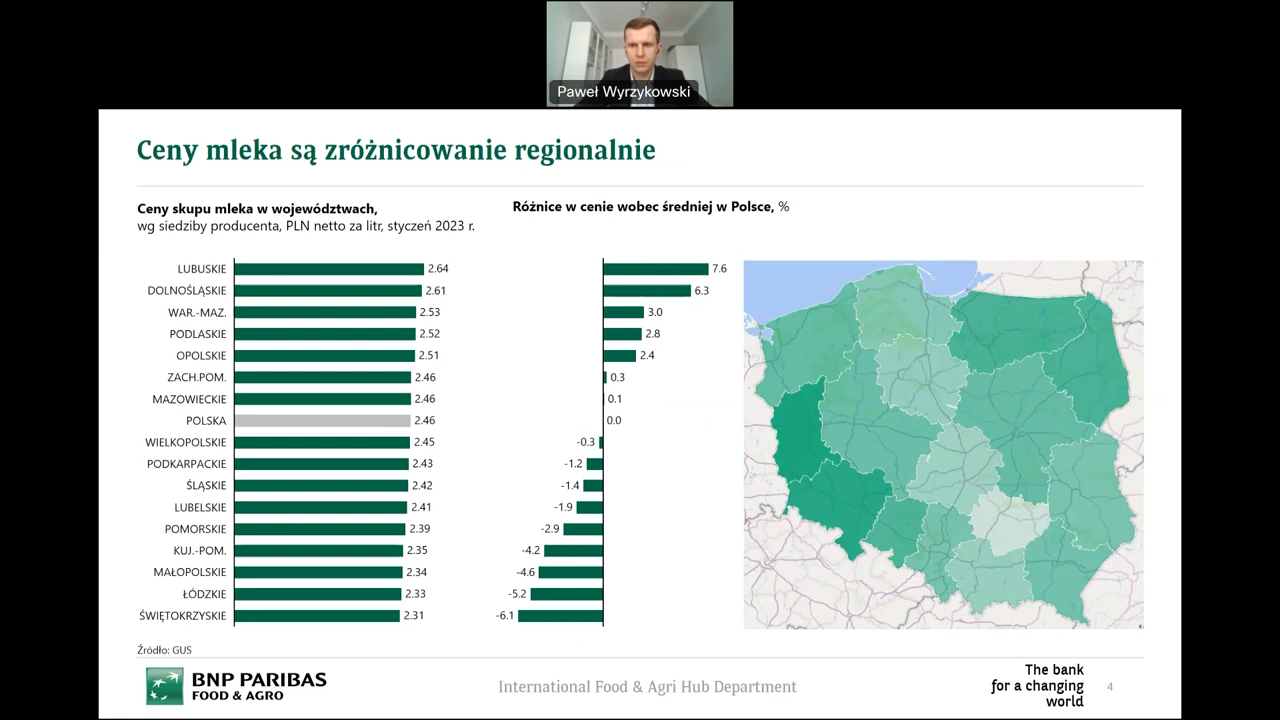 Paweł Wyrzykowski
Ceny mleka są zróżnicowanie regionalnie
Ceny skupu mleka w województwach,
wg siedziby producenta, PLN netto za litr, styczeń 2023 r.
Różnice w cenie wobec średniej w Polsce, %
LUBUSKIE 2.64 7.6
DOLNOŚLĄSKIE 2.61 6.3
WAR.-MAZ. 2.53 3.0
PODLASKIE 2.52 2.8
OPOLSKIE 2.51 2.4
ZACH.POM. 2.46 0.3
MAZOWIECKIE 2.46 0.1
POLSKA 2.46 0.0
WIELKOPOLSKIE 2.45 -0.3
PODKARPACKIE 2.43 -1.2
ŚLĄSKIE 2.42 -1.4
LUBELSKIE 2.41 -1.9
POMORSKIE 2.39 -2.9
KUJ.-POM. 2.35 -4.2
MAŁOPOLSKIE 2.34 -4.6
ŁÓDZKIE 2.33 -5.2
ŚWIĘTOKRZYSKIE 2.31 -6.1
Źródło: GUS
BNP PARIBAS
FOOD & AGRO
International Food & Agri Hub Department
The bank
for a changing
world
4